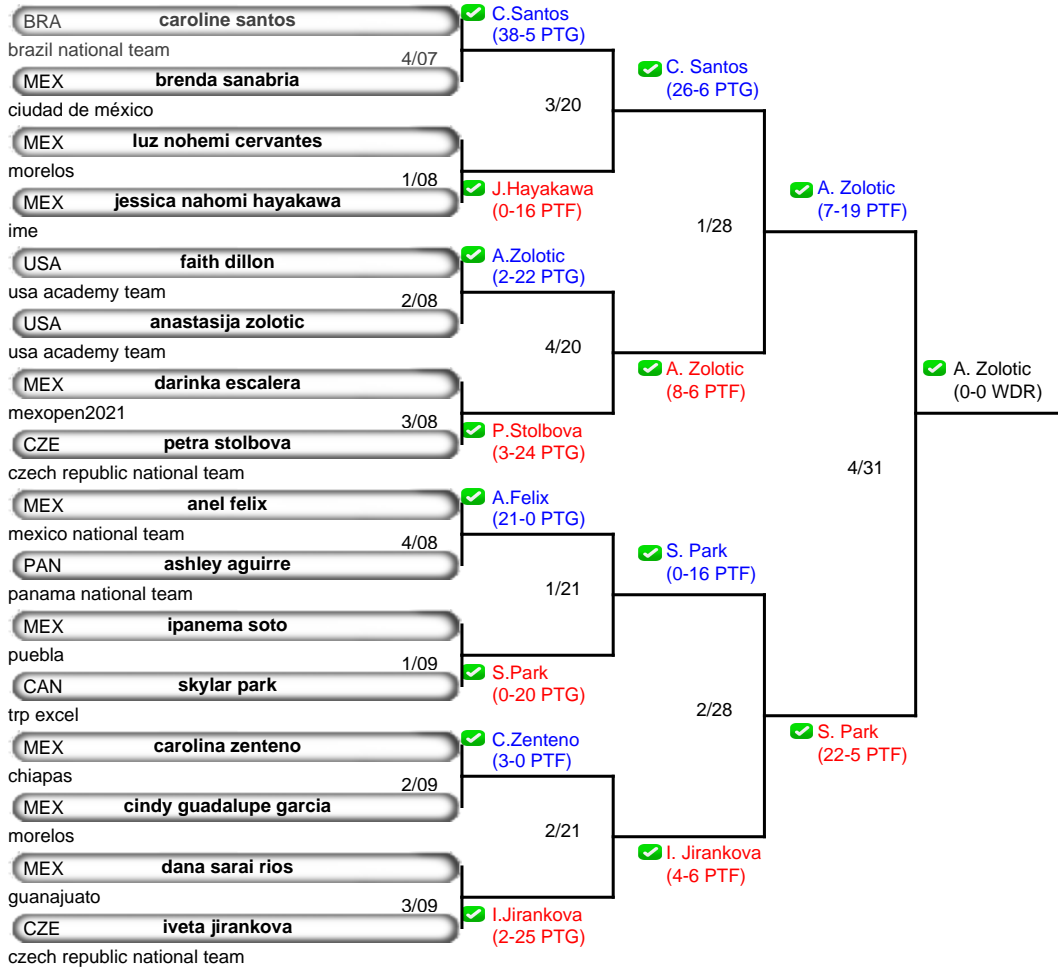 BRA caroline santos
brazil national team
4/07
MEX brenda sanabria
ciudad de méxico
MEX luz nohemi cervantes
morelos
1/08
MEX jessica nahomi hayakawa
ime
USA faith dillon
usa academy team
2/08
USA anastasija zolotic
usa academy team
MEX darinka escalera
mexopen2021
3/08
CZE petra stolbova
czech republic national team
MEX anel felix
mexico national team
4/08
PAN ashley aguirre
panama national team
MEX ipanema soto
puebla
1/09
CAN skylar park
trp excel
MEX carolina zenteno
chiapas
2/09
MEX cindy guadalupe garcia
morelos
MEX dana sarai rios
guanajuato
3/09
CZE iveta jirankova
czech republic national team
C.Santos
(38-5 PTG)
3/20
J.Hayakawa
(0-16 PTF)
A.Zolotic
(2-22 PTG)
4/20
P.Stolbova
(3-24 PTG)
A.Felix
(21-0 PTG)
1/21
S.Park
(0-20 PTG)
C.Zenteno
(3-0 PTF)
2/21
I.Jirankova
(2-25 PTG)
C. Santos
(26-6 PTG)
1/28
A. Zolotic
(8-6 PTF)
S. Park
(0-16 PTF)
2/28
I. Jirankova
(4-6 PTF)
A. Zolotic
(7-19 PTF)
4/31
S. Park
(22-5 PTF)
A. Zolotic
(0-0 WDR)